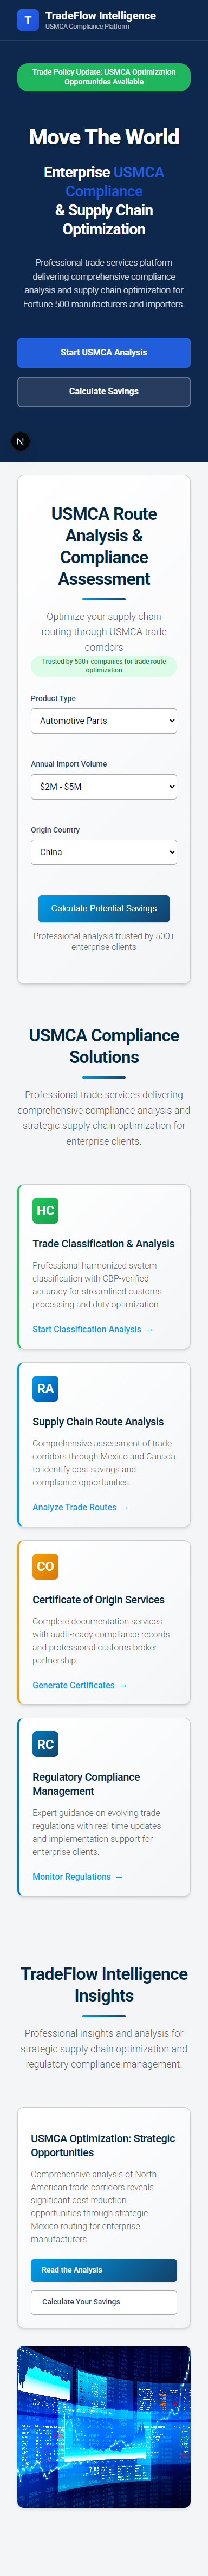 T
TradeFlow Intelligence
USMCA Compliance Platform
Trade Policy Update: USMCA Optimization
Opportunities Available
Move The World
Enterprise USMCA
Compliance
& Supply Chain
Optimization
Professional trade services platform
delivering comprehensive compliance
analysis and supply chain optimization for
Fortune 500 manufacturers and importers.
Start USMCA Analysis
Calculate Savings
N
USMCA Route
Analysis &
Compliance
Assessment
Optimize your supply chain
routing through USMCA trade
corridors
Trusted by 500+ companies for trade route
optimization
Product Type
Automotive Parts
Annual Import Volume
$2M - $5M
Origin Country
China
Calculate Potential Savings
Professional analysis trusted by 500+
enterprise clients
USMCA Compliance
Solutions
Professional trade services delivering
comprehensive compliance analysis and
strategic supply chain optimization for
enterprise clients.
HC
Trade Classification & Analysis
Professional harmonized system
classification with CBP-verified
accuracy for streamlined customs
processing and duty optimization.
Start Classification Analysis →
RA
Supply Chain Route Analysis
Comprehensive assessment of trade
corridors through Mexico and Canada
to identify cost savings and
compliance opportunities.
Analyze Trade Routes →
CO
Certificate of Origin Services
Complete documentation services
with audit-ready compliance records
and professional customs broker
partnership.
Generate Certificates →
RC
Regulatory Compliance
Management
Expert guidance on evolving trade
regulations with real-time updates
and implementation support for
enterprise clients.
Monitor Regulations →
TradeFlow Intelligence
Insights
Professional insights and analysis for
strategic supply chain optimization and
regulatory compliance management.
USMCA Optimization: Strategic
Opportunities
Comprehensive analysis of North
American trade corridors reveals
significant cost reduction
opportunities through strategic
Mexico routing for enterprise
manufacturers.
Read the Analysis
Calculate Your Savings